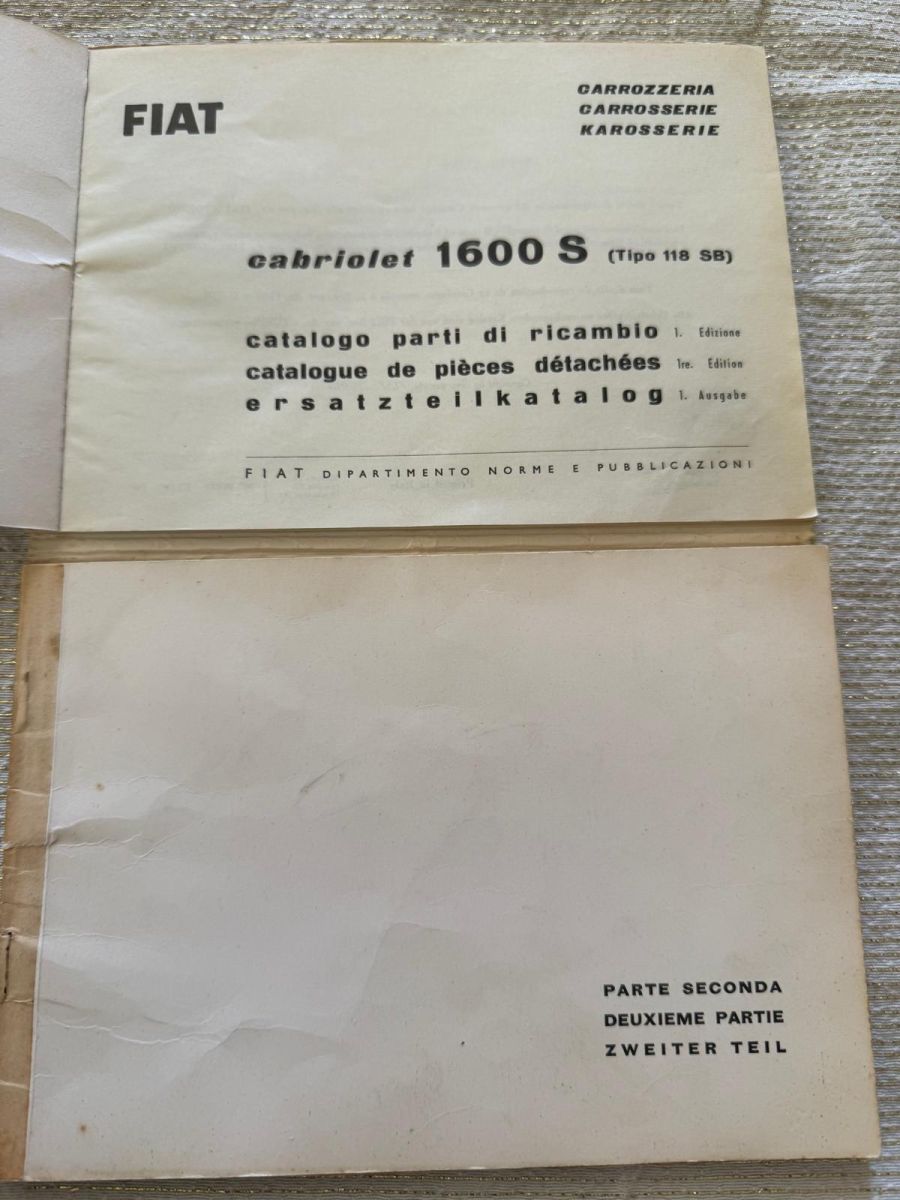 FIAT
CARROZZERIA
CARROSSERIE
KAROSSERIE
cabriolet 1600 S (Tipo 118 SB)
catalogo parti di ricambio 1. Edizione
catalogue de pièces détachées 1re. Edition
ersatzteilkatalog 1. Ausgabe
FIAT DIPARTIMENTO NORME E PUBBLICAZIONI
PARTE SECONDA
DEUXIEME PARTIE
ZWEITER TEIL